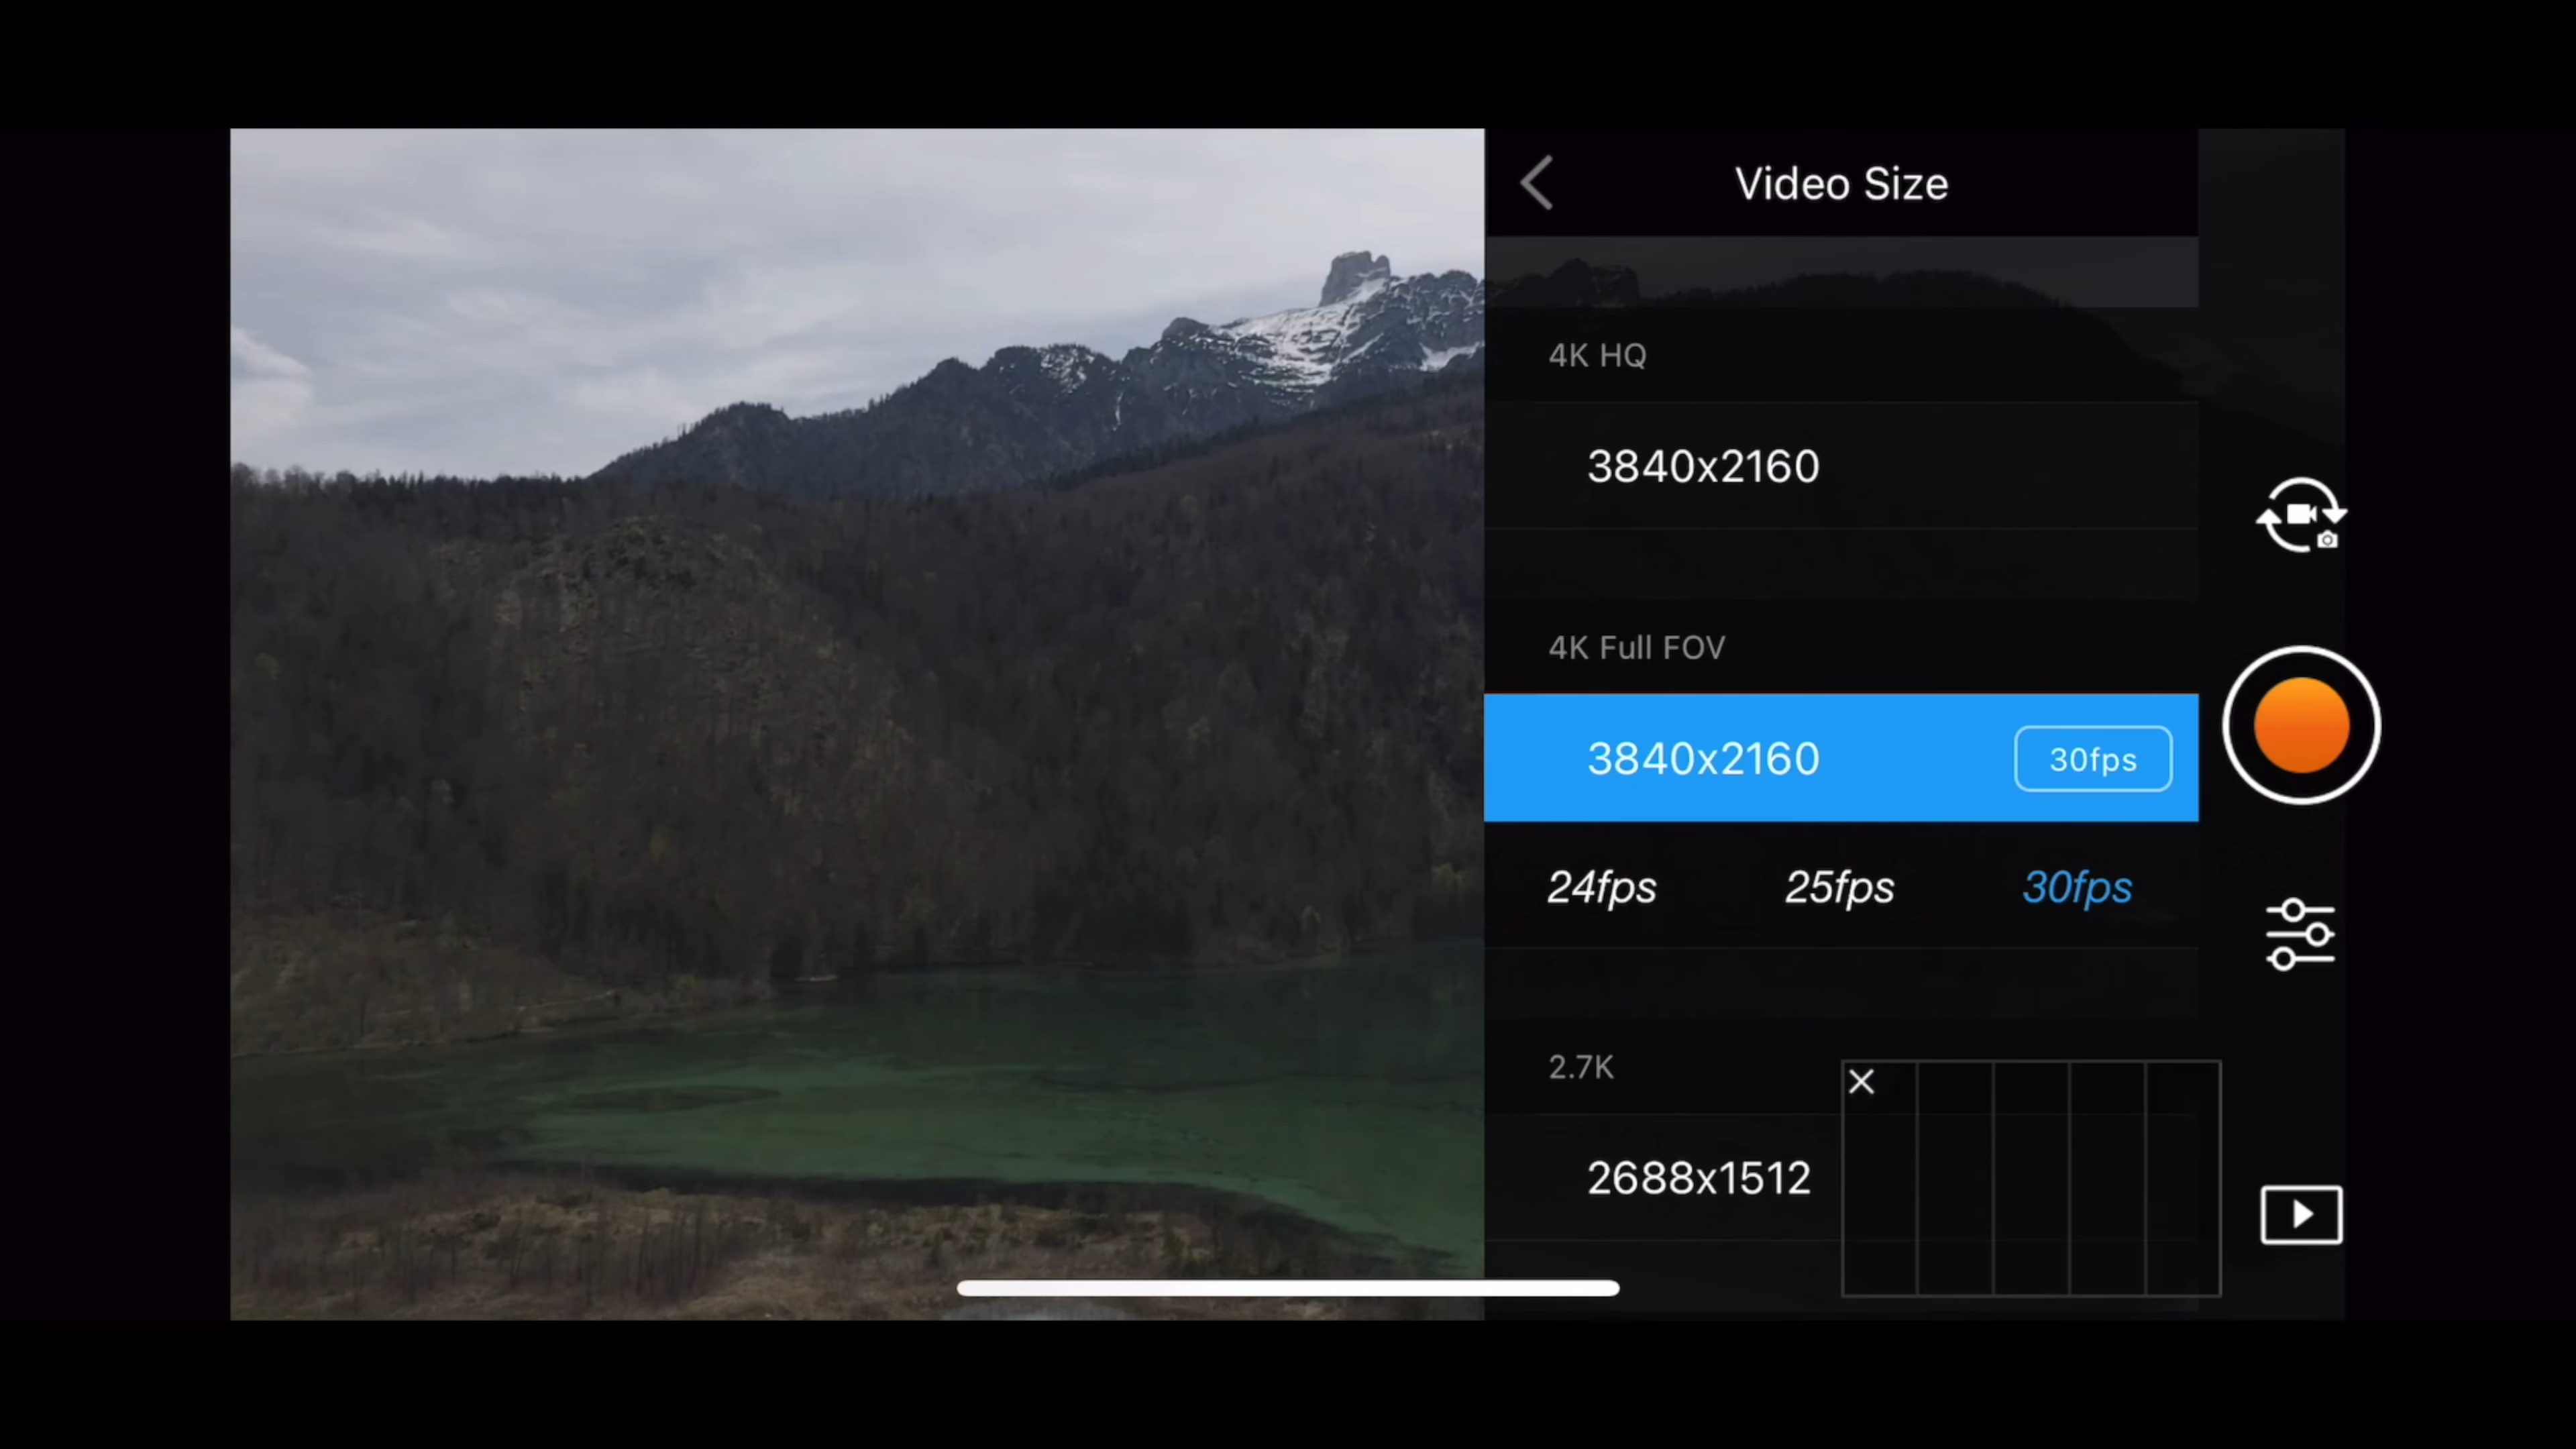 Video Size
4K HQ
3840x2160
4K Full FOV
3840x2160 30fps
24fps 25fps 30fps
2.7K
2688x1512